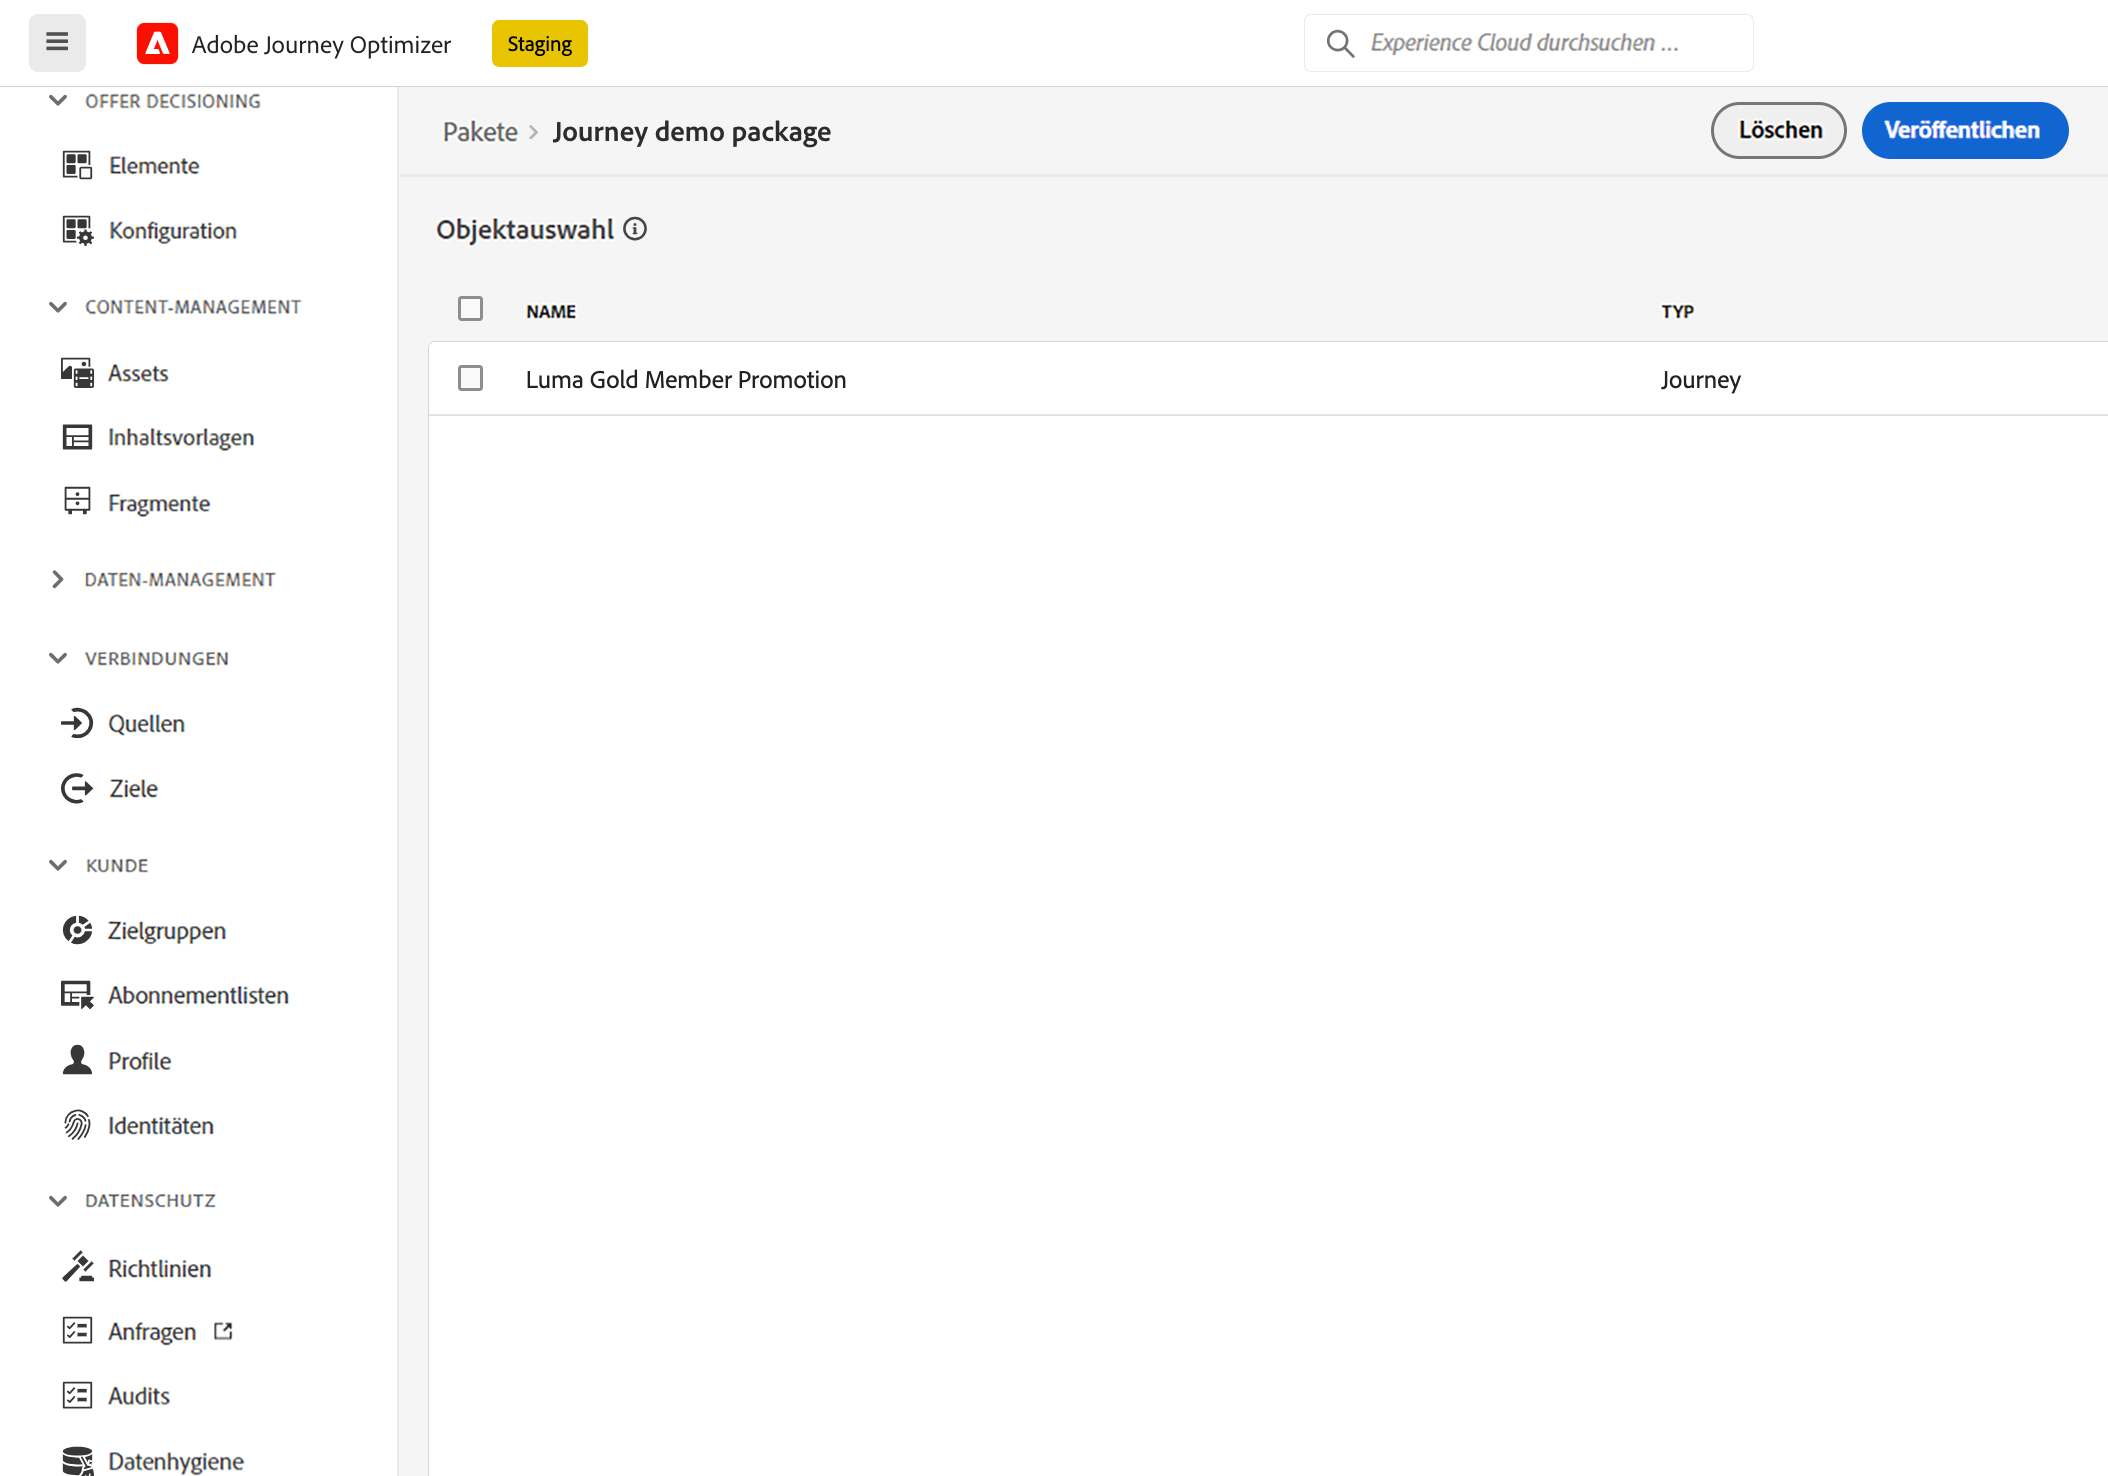 Adobe Journey Optimizer
Staging
Experience Cloud durchsuchen ...
OFFER DECISIONING
Elemente
Konfiguration
CONTENT-MANAGEMENT
Assets
Inhaltsvorlagen
Fragmente
DATEN-MANAGEMENT
VERBINDUNGEN
Quellen
Ziele
KUNDE
Zielgruppen
Abonnementlisten
Profile
Identitäten
DATENSCHUTZ
Richtlinien
Anfragen
Audits
Datenhygiene
Pakete > Journey demo package
Löschen
Veröffentlichen
Objektauswahl
NAME TYP
Luma Gold Member Promotion Journey